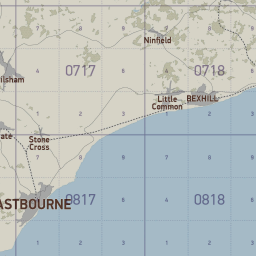 Ninfield
0717
0718
ilsham
Little
Common
BEXHILL
ate
Stone
Cross
0817
0818
ASTBOURNE